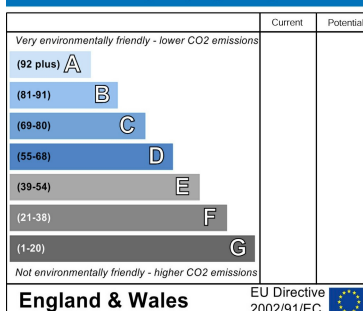 Current Potential
Very environmentally friendly - lower CO2 emissions
(92 plus) A
(81-91) B
(69-80) C
(55-68) D
(39-54) E
(21-38) F
(1-20) G
Not environmentally friendly - higher CO2 emissions
England & Wales
EU Directive
2002/91/EC